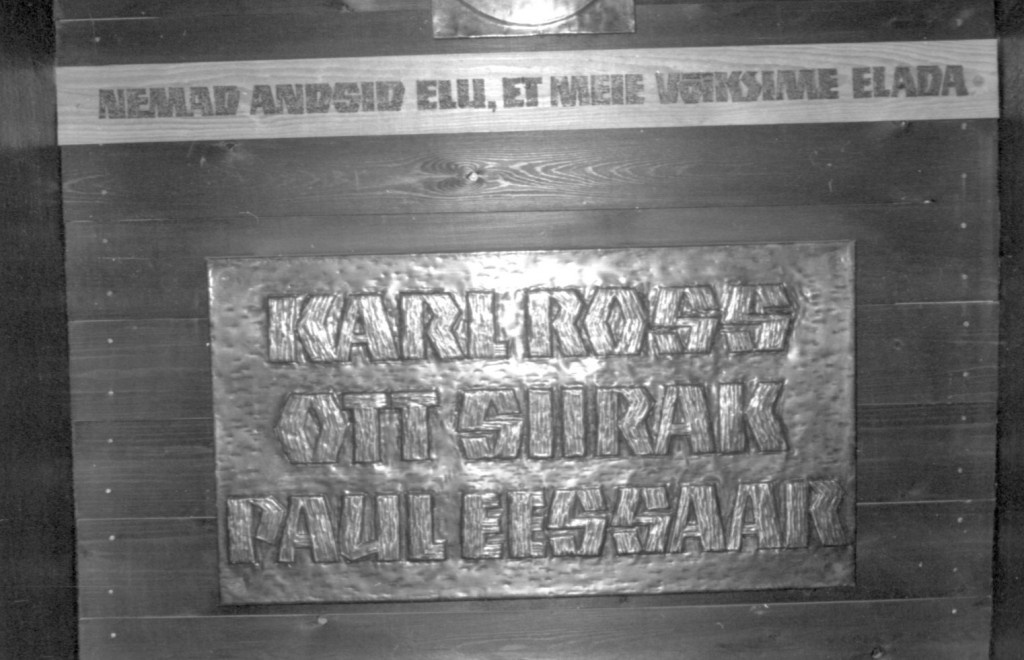 NEMAD ANDSID ELU, ET MEIE VÕIKSIME ELADA
KARL ROSS
OTT SIIRAK
PAUL EESSAAR